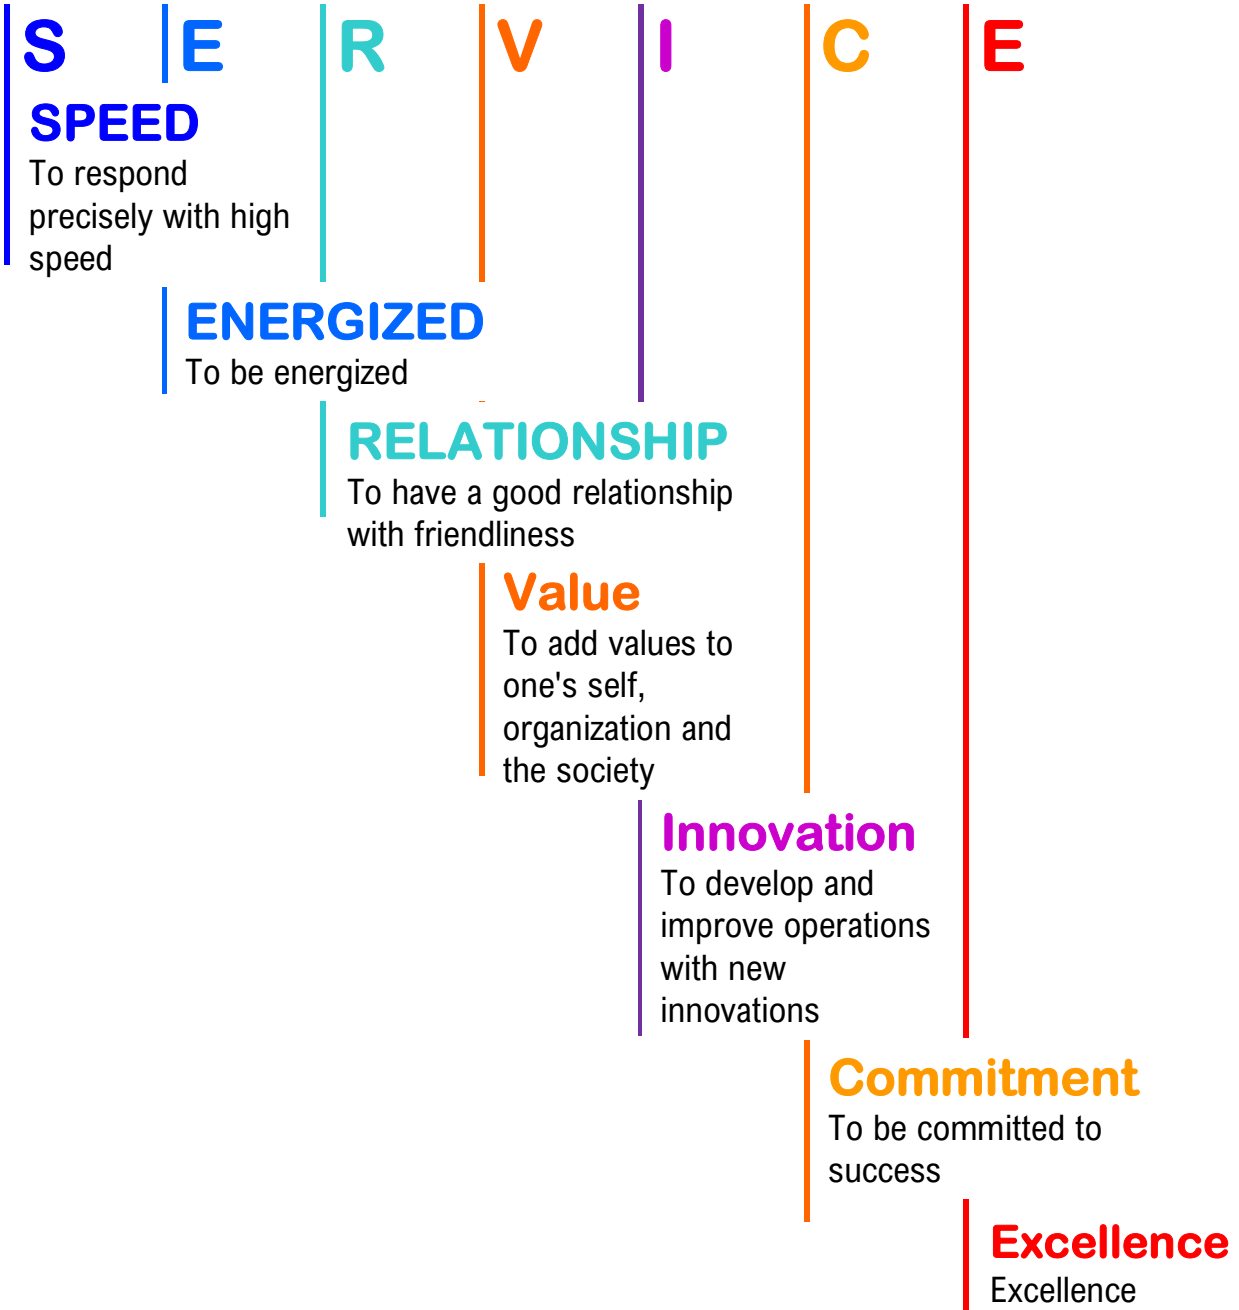 S E R V I C E
SPEED
To respond
precisely with high
speed
ENERGIZED
To be energized
RELATIONSHIP
To have a good relationship
with friendliness
Value
To add values to
one's self,
organization and
the society
Innovation
To develop and
improve operations
with new
innovations
Commitment
To be committed to
success
Excellence
Excellence